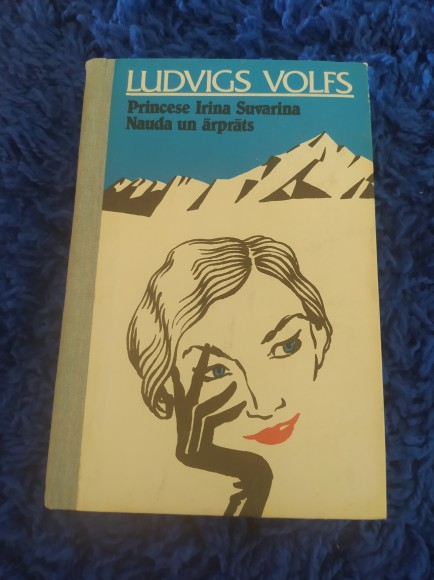 LUDVIGS VOLFS
Princese Irina Suvarina
Nauda un ārprāts